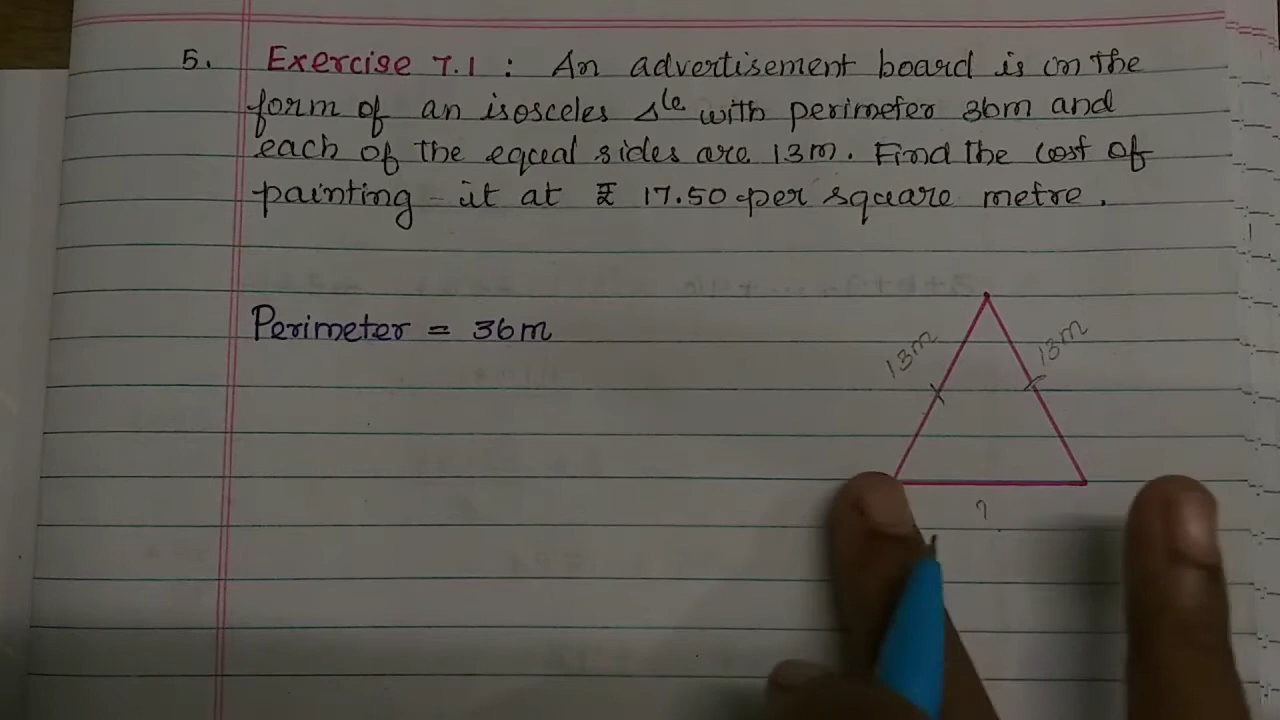 5. Exercise 7.1 : An advertisement board is in the
form of an isosceles Δle with perimeter 36m and
each of the equal sides are 13m. Find the cost of
painting it at ₹ 17.50 per square metre.
Perimeter = 36m
13m
13m
?